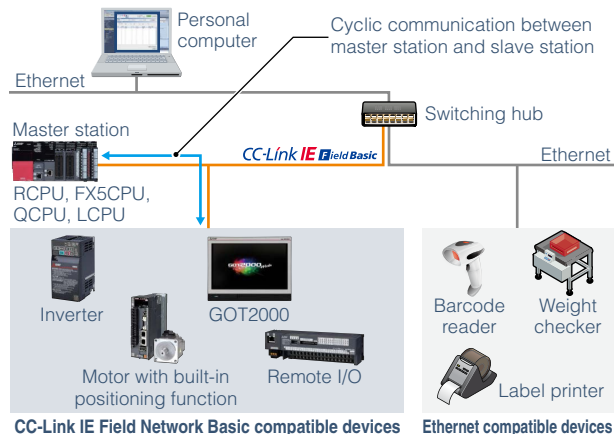 Personal
computer
Cyclic communication between
master station and slave station
Ethernet
Switching hub
Master station
CC-Link IE Field Basic
Ethernet
RCPU, FX5CPU,
QCPU, LCPU
Inverter
GOT2000
Barcode
reader
Weight
checker
Motor with built-in
positioning function
Remote I/O
Label printer
CC-Link IE Field Network Basic compatible devices
Ethernet compatible devices